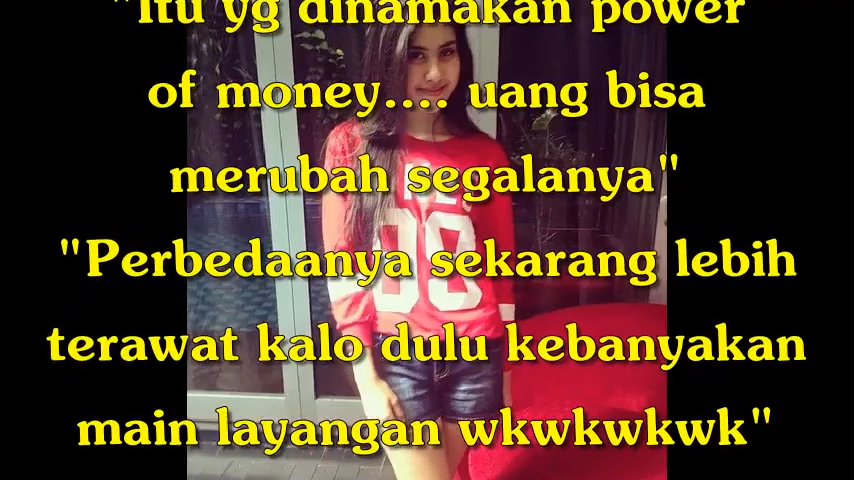 "Itu yg dinamakan power
of money.... uang bisa
merubah segalanya"
"Perbedaanya sekarang lebih
terawat kalo dulu kebanyakan
main layangan wkwkwkwk"
98